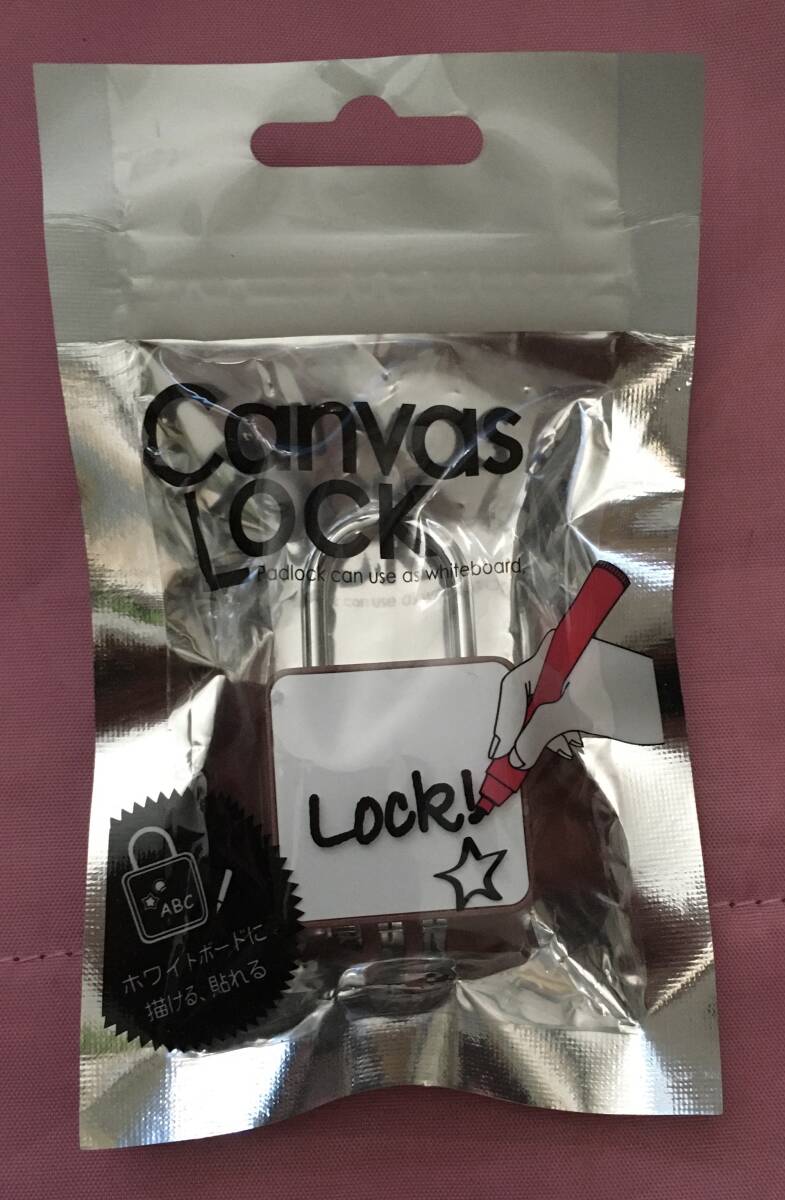 Canvas
Lock
Padlock can use as whiteboard.
Lock!
ABC
ホワイトボードに
描ける、貼れる